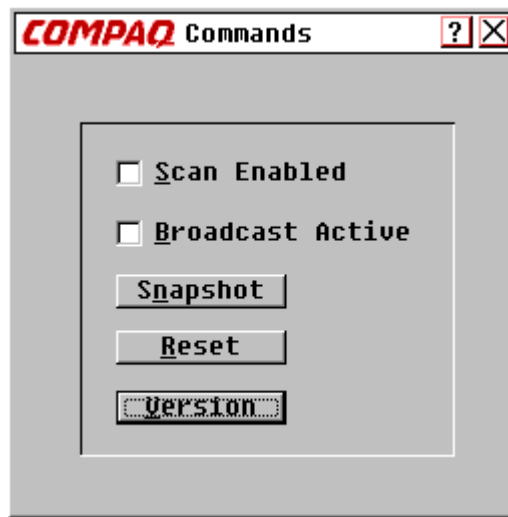 COMPAQ Commands ?
Scan Enabled
Broadcast Active
Snapshot
Reset
Version